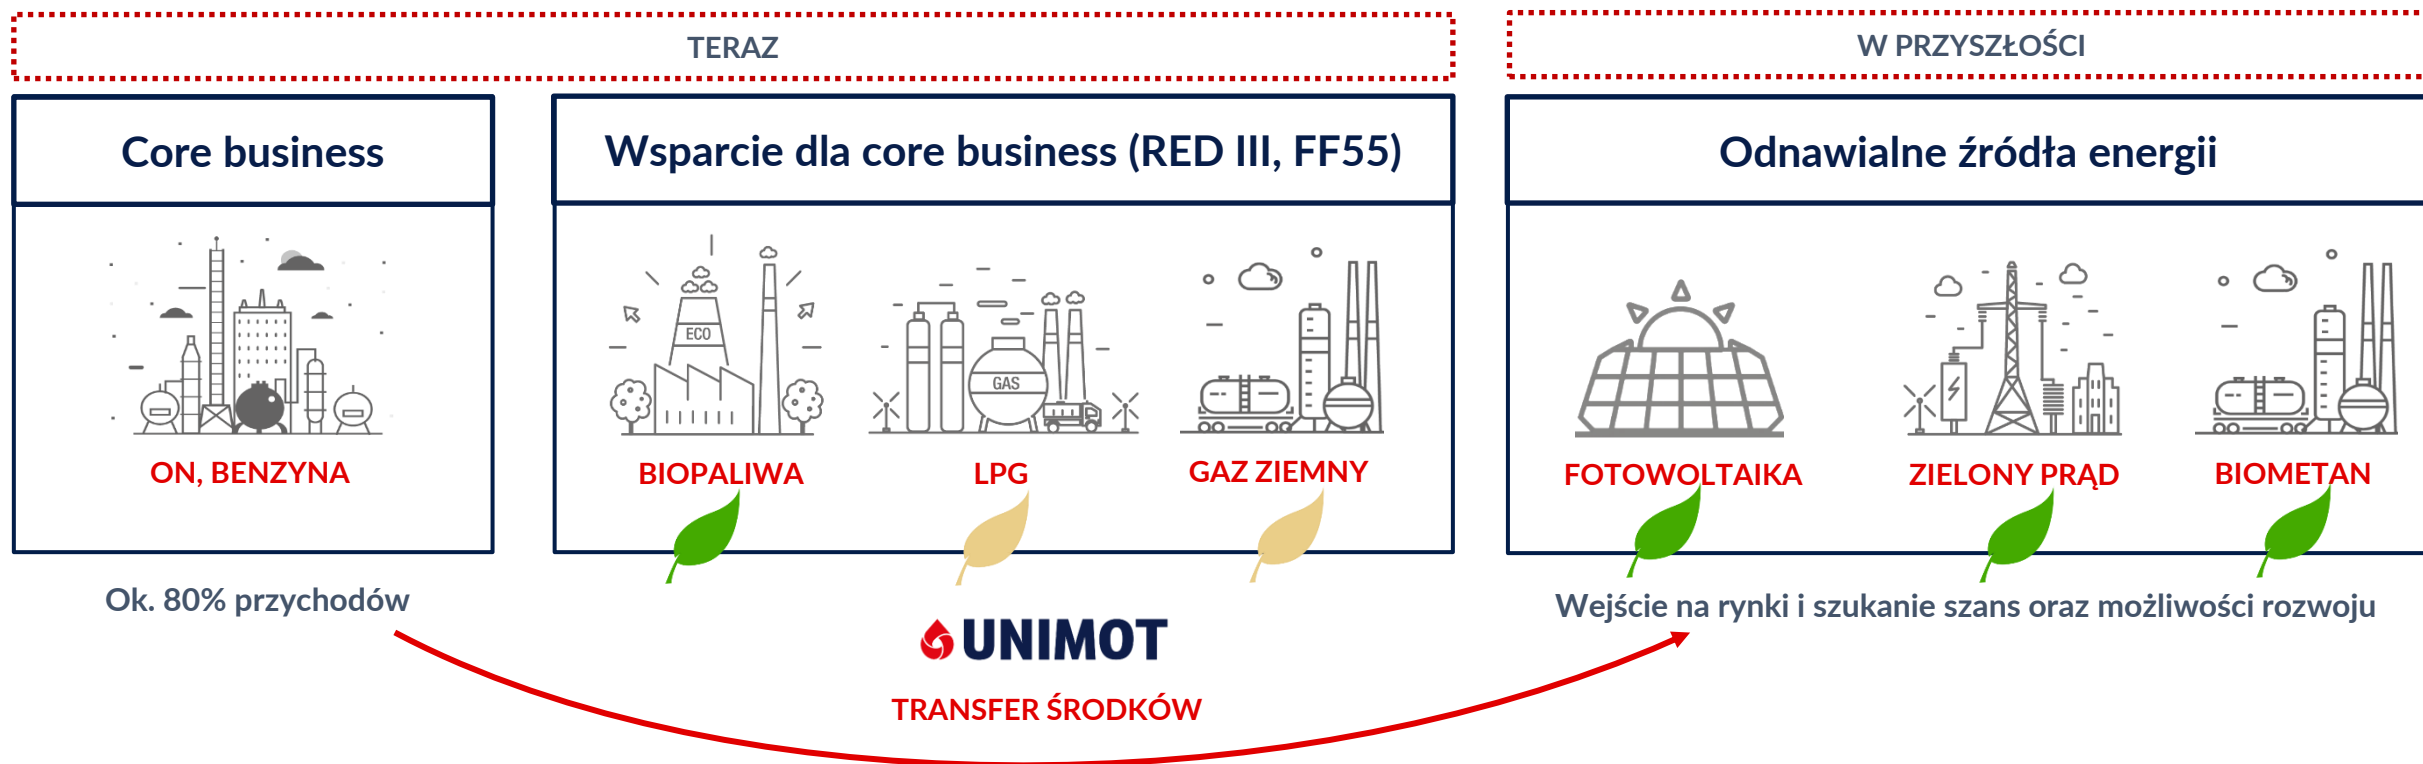 TERAZ
W PRZYSZŁOŚCI
Core business
Wsparcie dla core business (RED III, FF55)
Odnawialne źródła energii
ECO
GAS
ON, BENZYNA
BIOPALIWA
LPG
GAZ ZIEMNY
FOTOWOLTAIKA
ZIELONY PRĄD
BIOMETAN
Ok. 80% przychodów
Wejście na rynki i szukanie szans oraz możliwości rozwoju
UNIMOT
TRANSFER ŚRODKÓW